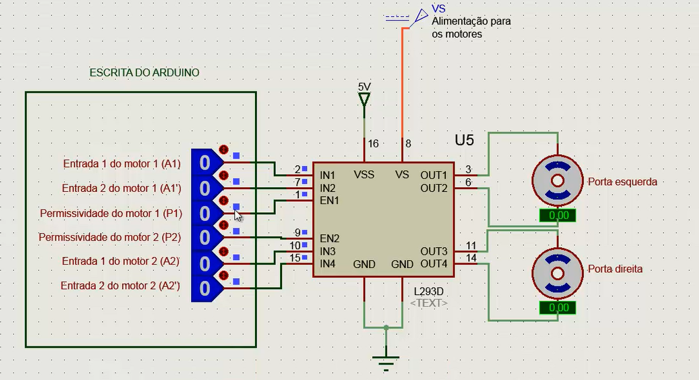 VS
Alimentação para
os motores
ESCRITA DO ARDUINO
5V
U5
16
8
Entrada 1 do motor 1 (A1)
0
2
IN1
VSS
VS
OUT1
3
Entrada 2 do motor 1 (A1')
0
7
IN2
OUT2
6
Porta esquerda
Permissividade do motor 1 (P1)
0
1
EN1
0,00
Permissividade do motor 2 (P2)
0
9
EN2
Entrada 1 do motor 2 (A2)
0
10
IN3
OUT3
11
Entrada 2 do motor 2 (A2')
0
15
IN4
GND
GND
OUT4
14
Porta direita
L293D
<TEXT>
0,00